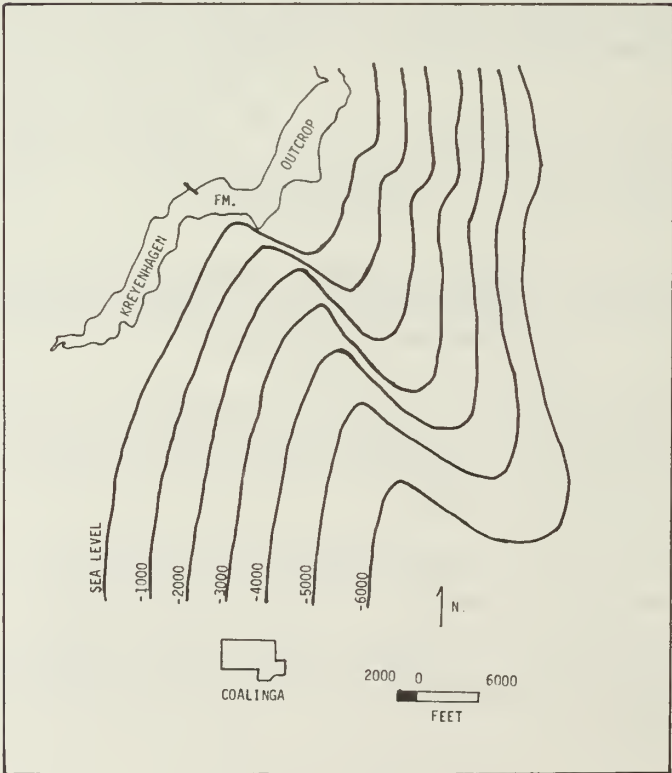 OUTCROP
FM.
KREYENHAGEN
SEA LEVEL
-1000
-2000
-3000
-4000
-5000
-6000
N.
COALINGA
2000 0 6000
FEET